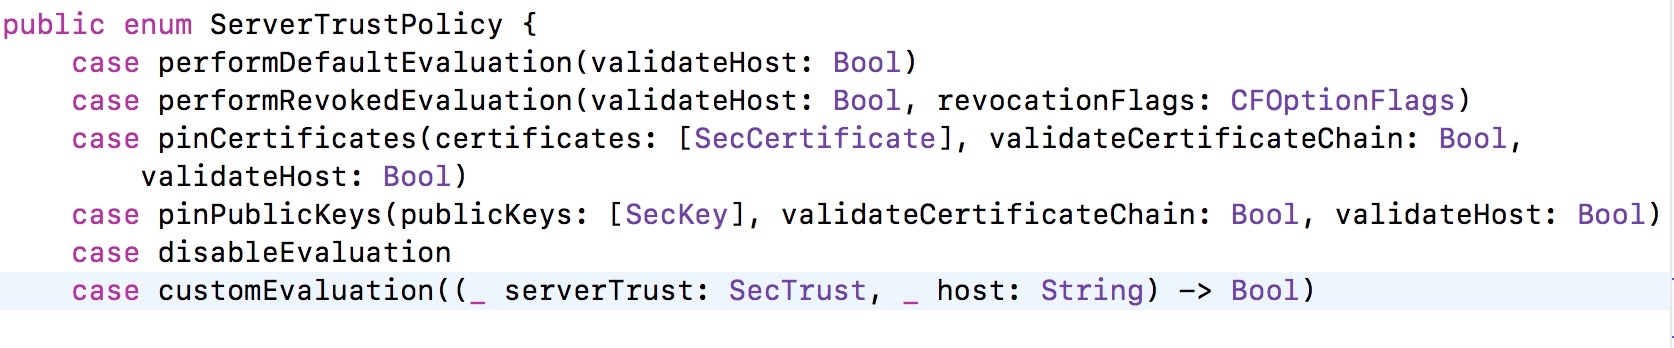 public enum ServerTrustPolicy {
    case performDefaultEvaluation(validateHost: Bool)
    case performRevokedEvaluation(validateHost: Bool, revocationFlags: CFOptionFlags)
    case pinCertificates(certificates: [SecCertificate], validateCertificateChain: Bool,
        validateHost: Bool)
    case pinPublicKeys(publicKeys: [SecKey], validateCertificateChain: Bool, validateHost: Bool)
    case disableEvaluation
    case customEvaluation((_ serverTrust: SecTrust, _ host: String) -> Bool)